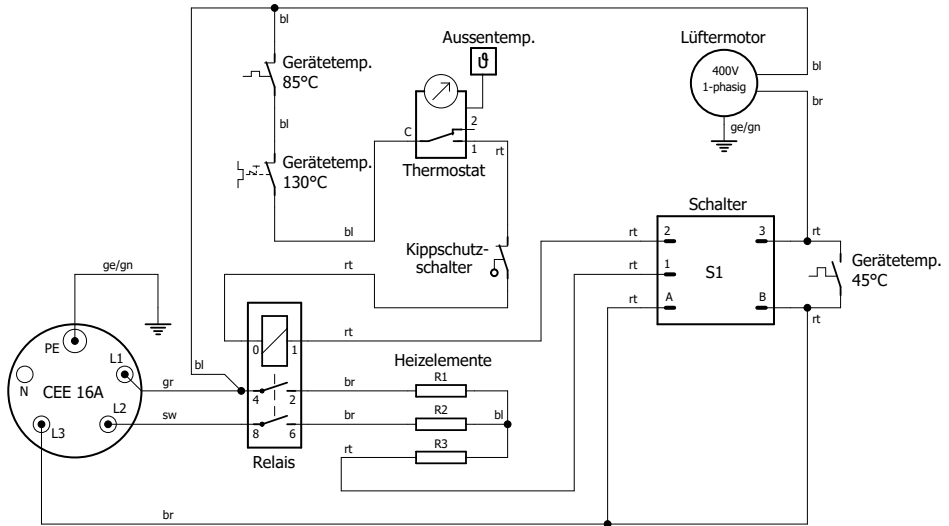 bl
Aussentemp.
ϑ
Lüftermotor
400V
1-phasig
bl
br
ge/gn
Gerätetemp.
85°C
bl
C
2
1
rt
Thermostat
Gerätetemp.
130°C
bl
Schalter
rt
2
3
rt
Kippschutz-
schalter
rt
1
S1
Gerätetemp.
45°C
ge/gn
rt
rt
A
B
rt
PE
0
1
rt
bl
Heizelemente
L1
N
CEE 16A
gr
4
2
br
R1
L2
sw
8
6
br
R2
bl
L3
rt
R3
Relais
br